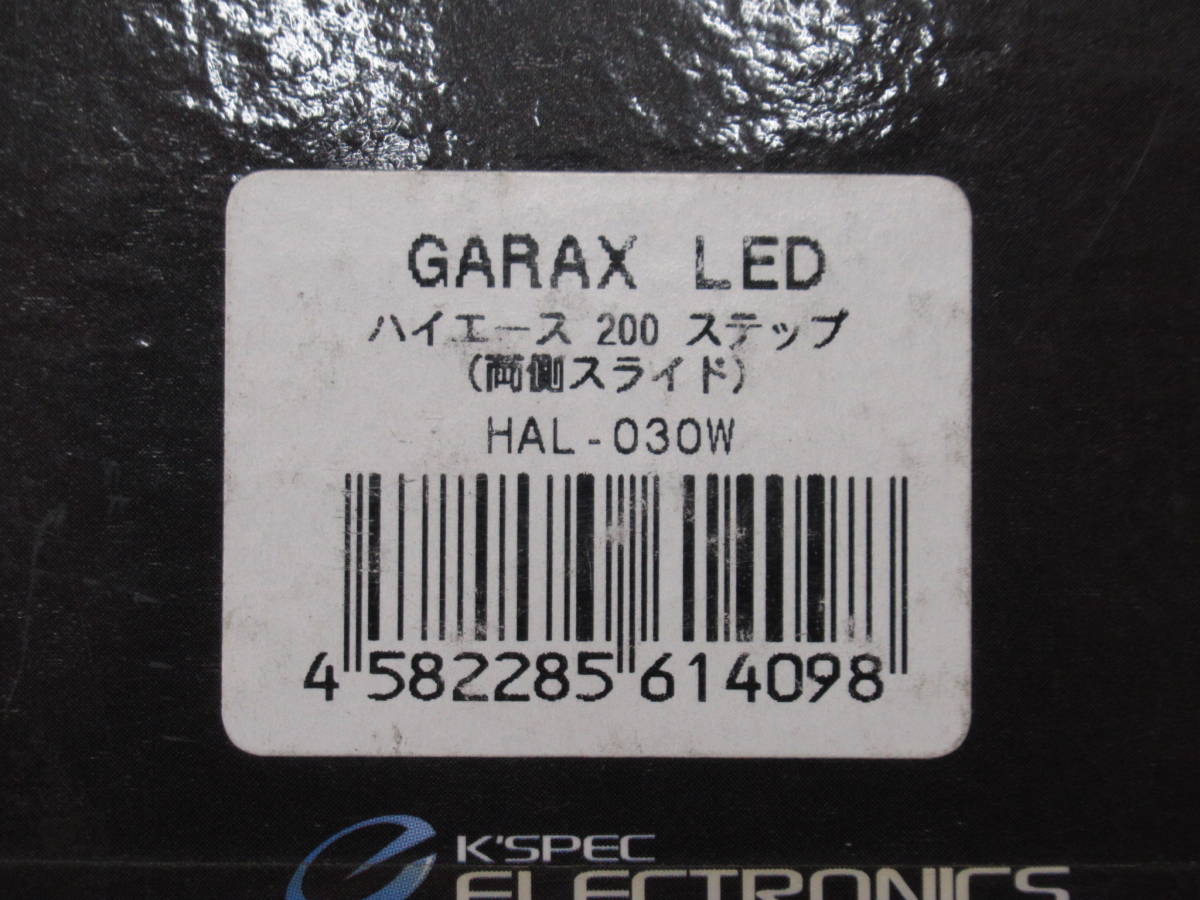 GARAX LED
ハイエース 200 ステップ
(両側スライド)
HAL-030W
4 582285 614098
K'SPEC
ELECTRONICS